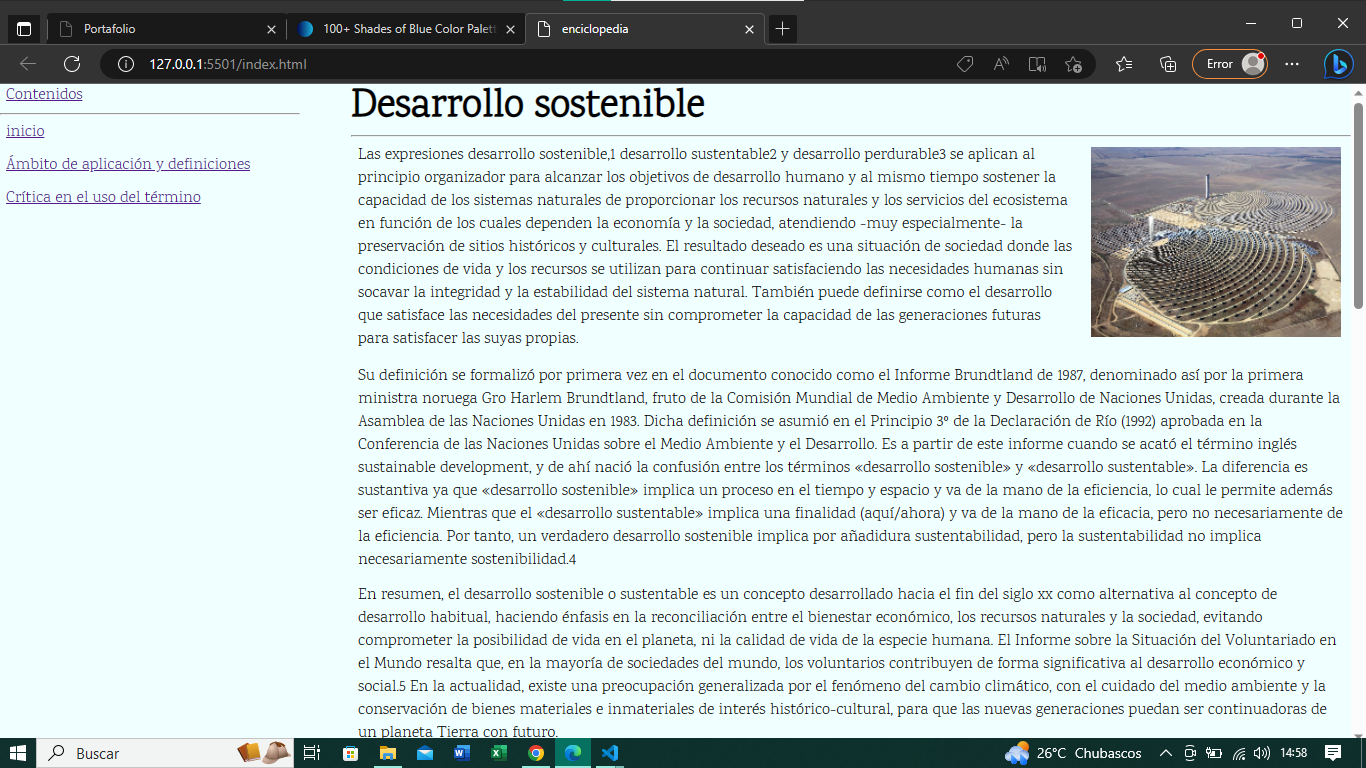 Portafolio
100+ Shades of Blue Color Palett
enciclopedia
127.0.0.1:5501/index.html
Error
Contenidos
inicio
Ámbito de aplicación y definiciones
Crítica en el uso del término
Desarrollo sostenible
Las expresiones desarrollo sostenible,1 desarrollo sustentable2 y desarrollo perdurable3 se aplican al
principio organizador para alcanzar los objetivos de desarrollo humano y al mismo tiempo sostener la
capacidad de los sistemas naturales de proporcionar los recursos naturales y los servicios del ecosistema
en función de los cuales dependen la economía y la sociedad, atendiendo -muy especialmente- la
preservación de sitios históricos y culturales. El resultado deseado es una situación de sociedad donde las
condiciones de vida y los recursos se utilizan para continuar satisfaciendo las necesidades humanas sin
socavar la integridad y la estabilidad del sistema natural. También puede definirse como el desarrollo
que satisface las necesidades del presente sin comprometer la capacidad de las generaciones futuras
para satisfacer las suyas propias.
Su definición se formalizó por primera vez en el documento conocido como el Informe Brundtland de 1987, denominado así por la primera
ministra noruega Gro Harlem Brundtland, fruto de la Comisión Mundial de Medio Ambiente y Desarrollo de Naciones Unidas, creada durante la
Asamblea de las Naciones Unidas en 1983. Dicha definición se asumió en el Principio 3º de la Declaración de Río (1992) aprobada en la
Conferencia de las Naciones Unidas sobre el Medio Ambiente y el Desarrollo. Es a partir de este informe cuando se acató el término inglés
sustainable development, y de ahí nació la confusión entre los términos «desarrollo sostenible» y «desarrollo sustentable». La diferencia es
sustantiva ya que «desarrollo sostenible» implica un proceso en el tiempo y espacio y va de la mano de la eficiencia, lo cual le permite además
ser eficaz. Mientras que el «desarrollo sustentable» implica una finalidad (aquí/ahora) y va de la mano de la eficacia, pero no necesariamente de
la eficiencia. Por tanto, un verdadero desarrollo sostenible implica por añadidura sustentabilidad, pero la sustentabilidad no implica
necesariamente sostenibilidad.4
En resumen, el desarrollo sostenible o sustentable es un concepto desarrollado hacia el fin del siglo xx como alternativa al concepto de
desarrollo habitual, haciendo énfasis en la reconciliación entre el bienestar económico, los recursos naturales y la sociedad, evitando
comprometer la posibilidad de vida en el planeta, ni la calidad de vida de la especie humana. El Informe sobre la Situación del Voluntariado en
el Mundo resalta que, en la mayoría de sociedades del mundo, los voluntarios contribuyen de forma significativa al desarrollo económico y
social.5 En la actualidad, existe una preocupación generalizada por el fenómeno del cambio climático, con el cuidado del medio ambiente y la
conservación de bienes materiales e inmateriales de interés histórico-cultural, para que las nuevas generaciones puedan ser continuadoras de
un planeta Tierra con futuro.
Buscar
26°C Chubascos
14:58